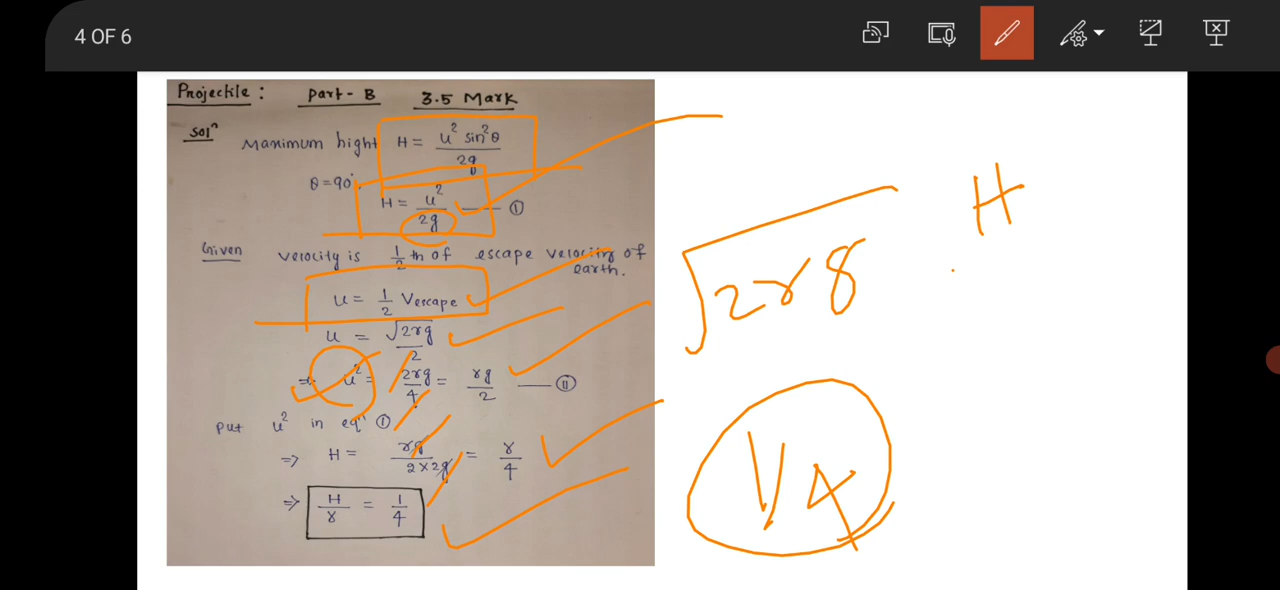 4 OF 6
Projectile : Part - B 3.5 Mark
Solⁿ
Maximum hight H = u² sin²θ / 2g
θ = 90°
H = u² / 2g —— ①
Given velocity is 1/2 th of escape velocity of earth.
u = 1/2 Vescape
u = √2rg / 2
⇒ u² = 2rg / 4 = rg / 2 —— ②
put u² in eqⁿ ①
⇒ H = rg / 2×2g = r / 4
⇒ H / r = 1 / 4
√2rg
H
1/4